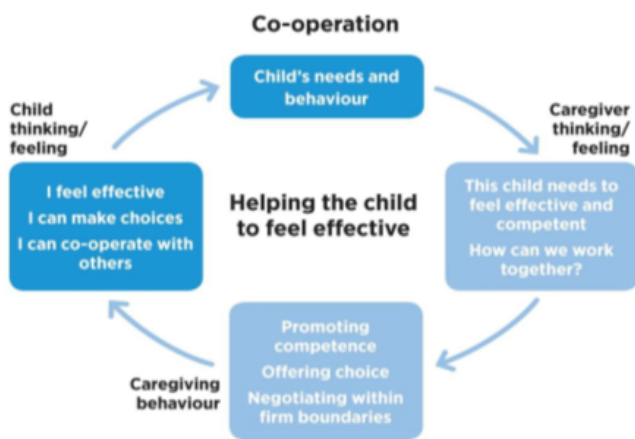 Co-operation
Child's needs and
behaviour
Child
thinking/
feeling
Caregiver
thinking/
feeling
I feel effective
I can make choices
I can co-operate with
others
Helping the child
to feel effective
This child needs to
feel effective and
competent
How can we work
together?
Promoting
competence
Offering choice
Negotiating within
firm boundaries
Caregiving
behaviour